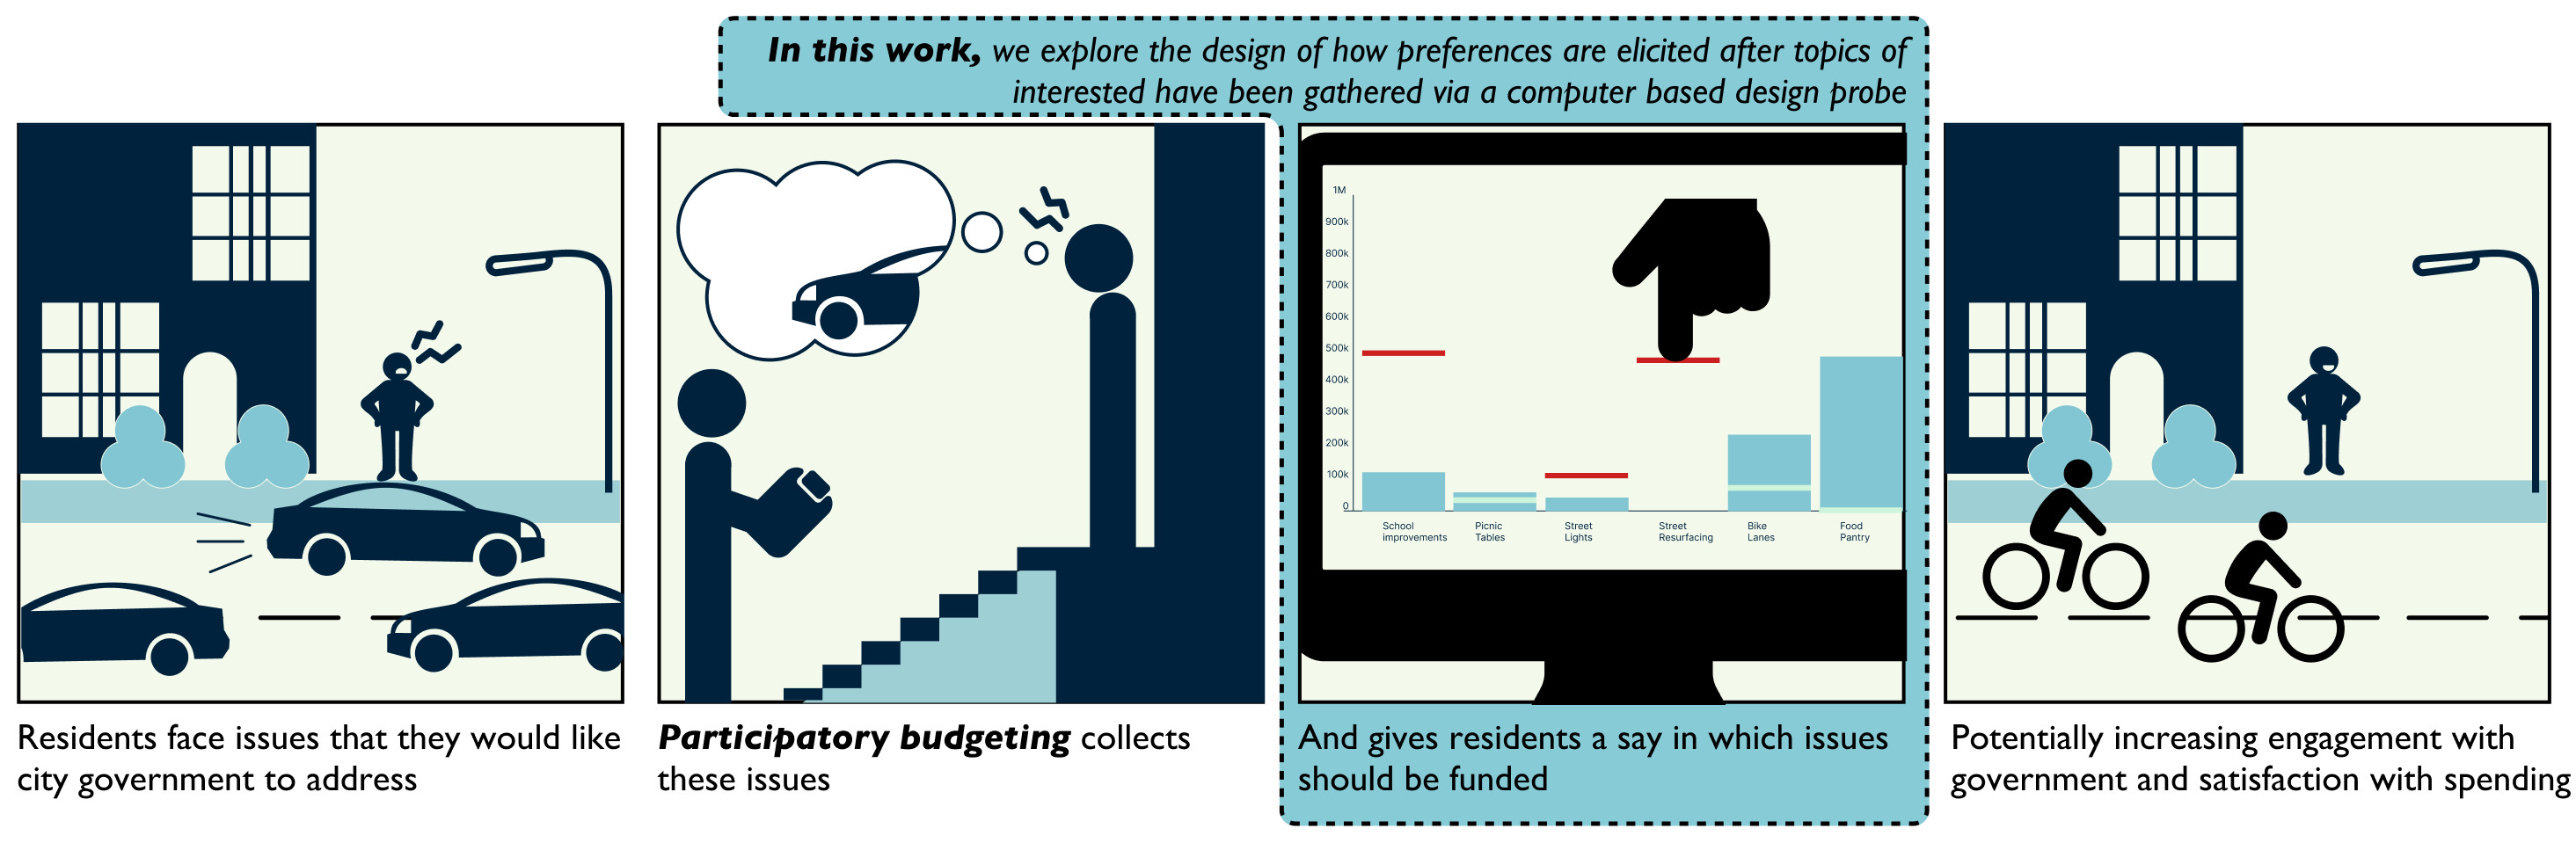 In this work, we explore the design of how preferences are elicited after topics of
interested have been gathered via a computer based design probe
1M
900k
800k
700k
600k
500k
400k
300k
200k
100k
0
School
improvements
Picnic
Tables
Street
Lights
Street
Resurfacing
Bike
Lanes
Food
Pantry
Residents face issues that they would like
city government to address
Participatory budgeting collects
these issues
And gives residents a say in which issues
should be funded
Potentially increasing engagement with
government and satisfaction with spending